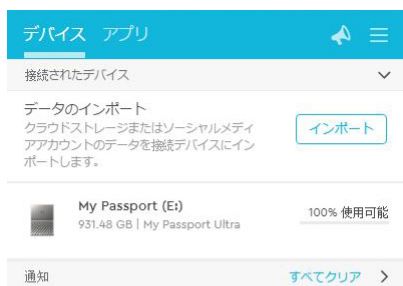 デバイス アプリ
接続されたデバイス
データのインポート
クラウドストレージまたはソーシャルメディ
アアカウントのデータを接続デバイスにイン
ポートします。
インポート
My Passport (E:)
931.48 GB | My Passport Ultra
100% 使用可能
通知 すべてクリア